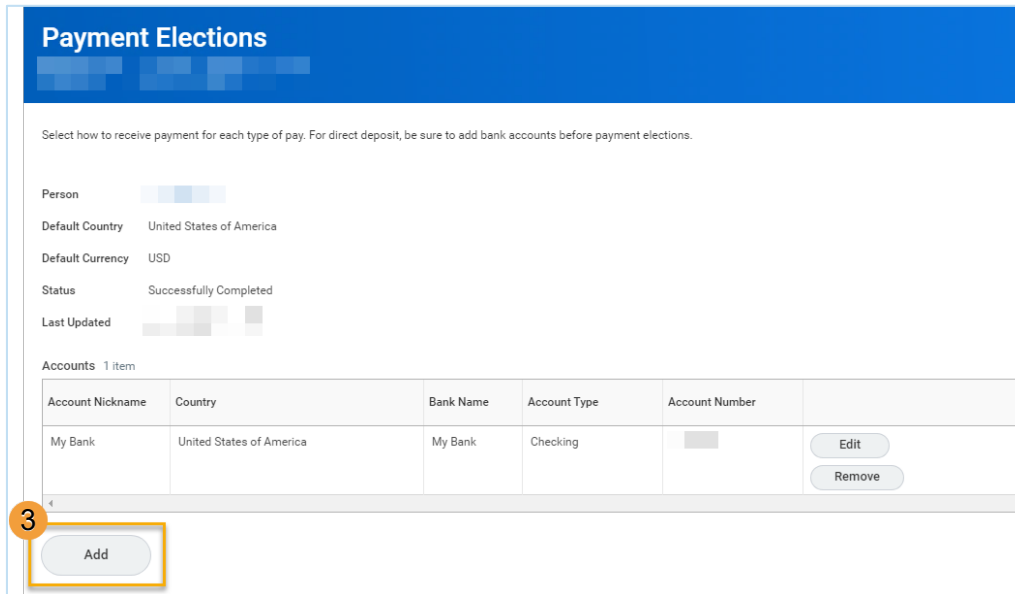 Payment Elections
Select how to receive payment for each type of pay. For direct deposit, be sure to add bank accounts before payment elections.
Person
Default Country United States of America
Default Currency USD
Status Successfully Completed
Last Updated
Accounts 1 item
Account Nickname Country Bank Name Account Type Account Number
My Bank United States of America My Bank Checking Edit
Remove
3
Add